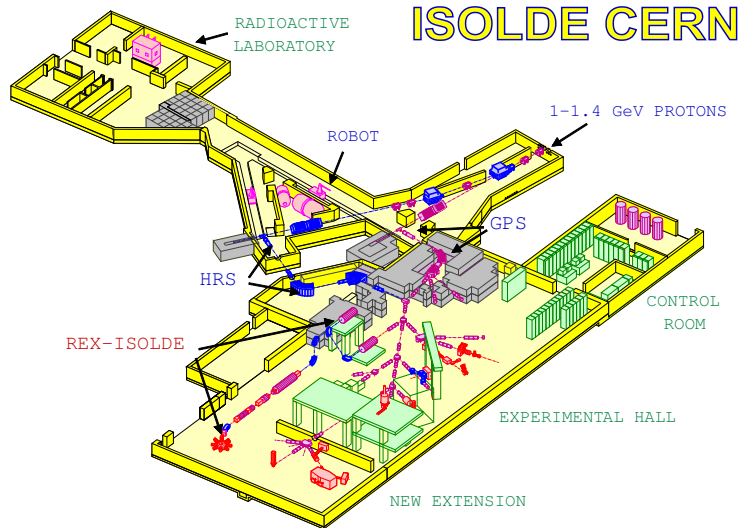 ISOLDE CERN
RADIOACTIVE
LABORATORY
1-1.4 GeV PROTONS
ROBOT
GPS
HRS
CONTROL
ROOM
REX-ISOLDE
EXPERIMENTAL HALL
NEW EXTENSION